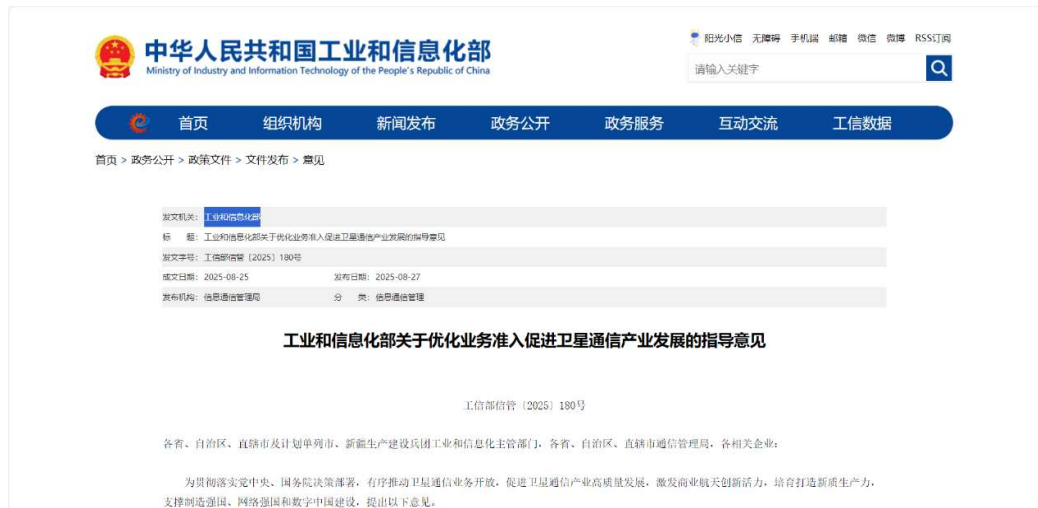 阳光小信 无障碍 手机端 邮箱 微信 微博 RSS订阅
中华人民共和国工业和信息化部
Ministry of Industry and Information Technology of the People's Republic of China
请输入关键字
首页 组织机构 新闻发布 政务公开 政务服务 互动交流 工信数据
首页 > 政务公开 > 政策文件 > 文件发布 > 意见
发文机关: 工业和信息化部
标 题: 工业和信息化部关于优化业务准入促进卫星通信产业发展的指导意见
发文字号: 工信部信管〔2025〕180号
成文日期: 2025-08-25 发布日期: 2025-08-27
发布机构: 信息通信管理局 分 类: 信息通信管理
工业和信息化部关于优化业务准入促进卫星通信产业发展的指导意见
工信部信管〔2025〕180号
各省、自治区、直辖市及计划单列市、新疆生产建设兵团工业和信息化主管部门，各省、自治区、直辖市通信管理局，各相关企业：
为贯彻落实党中央、国务院决策部署，有序推动卫星通信业务开放，促进卫星通信产业高质量发展，激发商业航天创新活力，培育打造新质生产力，
支撑制造强国、网络强国和数字中国建设，提出以下意见。